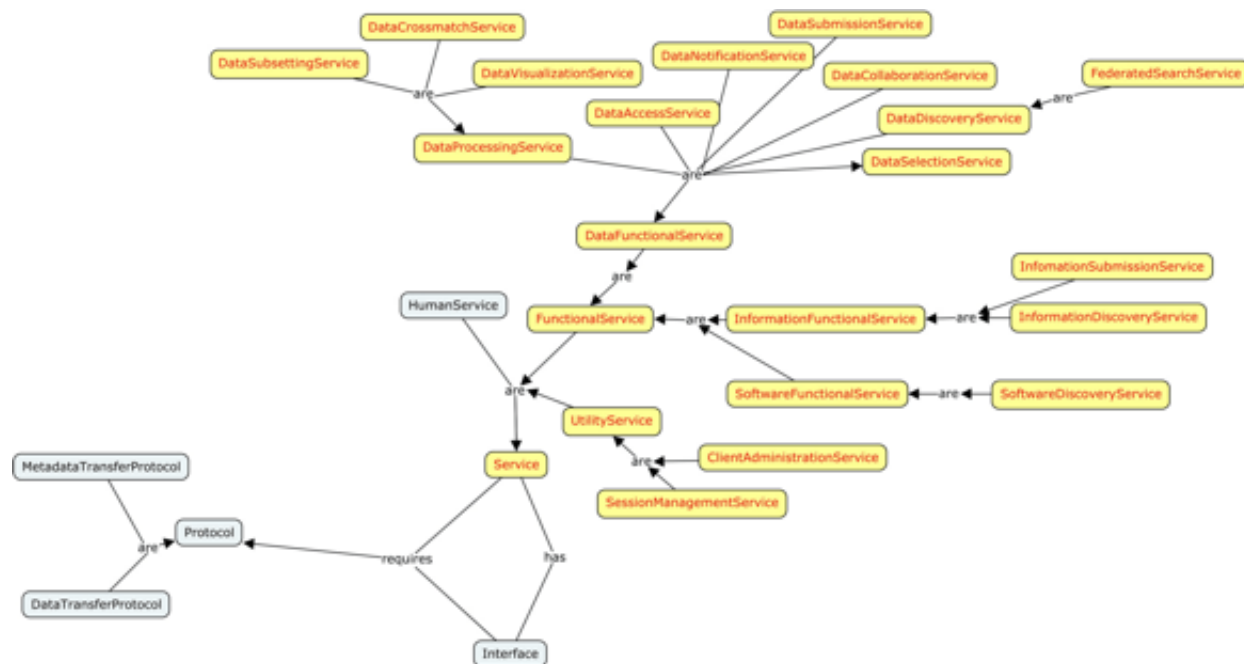 DataSubmissionService
DataCrossmatchService
DataNotificationService
DataSubsettingService
DataVisualizationService
DataCollaborationService
FederatedSearchService
are
are
DataAccessService
DataDiscoveryService
DataProcessingService
DataSelectionService
are
DataFunctionalService
InfomationSubmissionService
are
HumanService
FunctionalService
are
InformationFunctionalService
are
InformationDiscoveryService
are
SoftwareFunctionalService
are
SoftwareDiscoveryService
UtilityService
MetadataTransferProtocol
Service
are
ClientAdministrationService
SessionManagementService
Protocol
are
requires
has
DataTransferProtocol
Interface